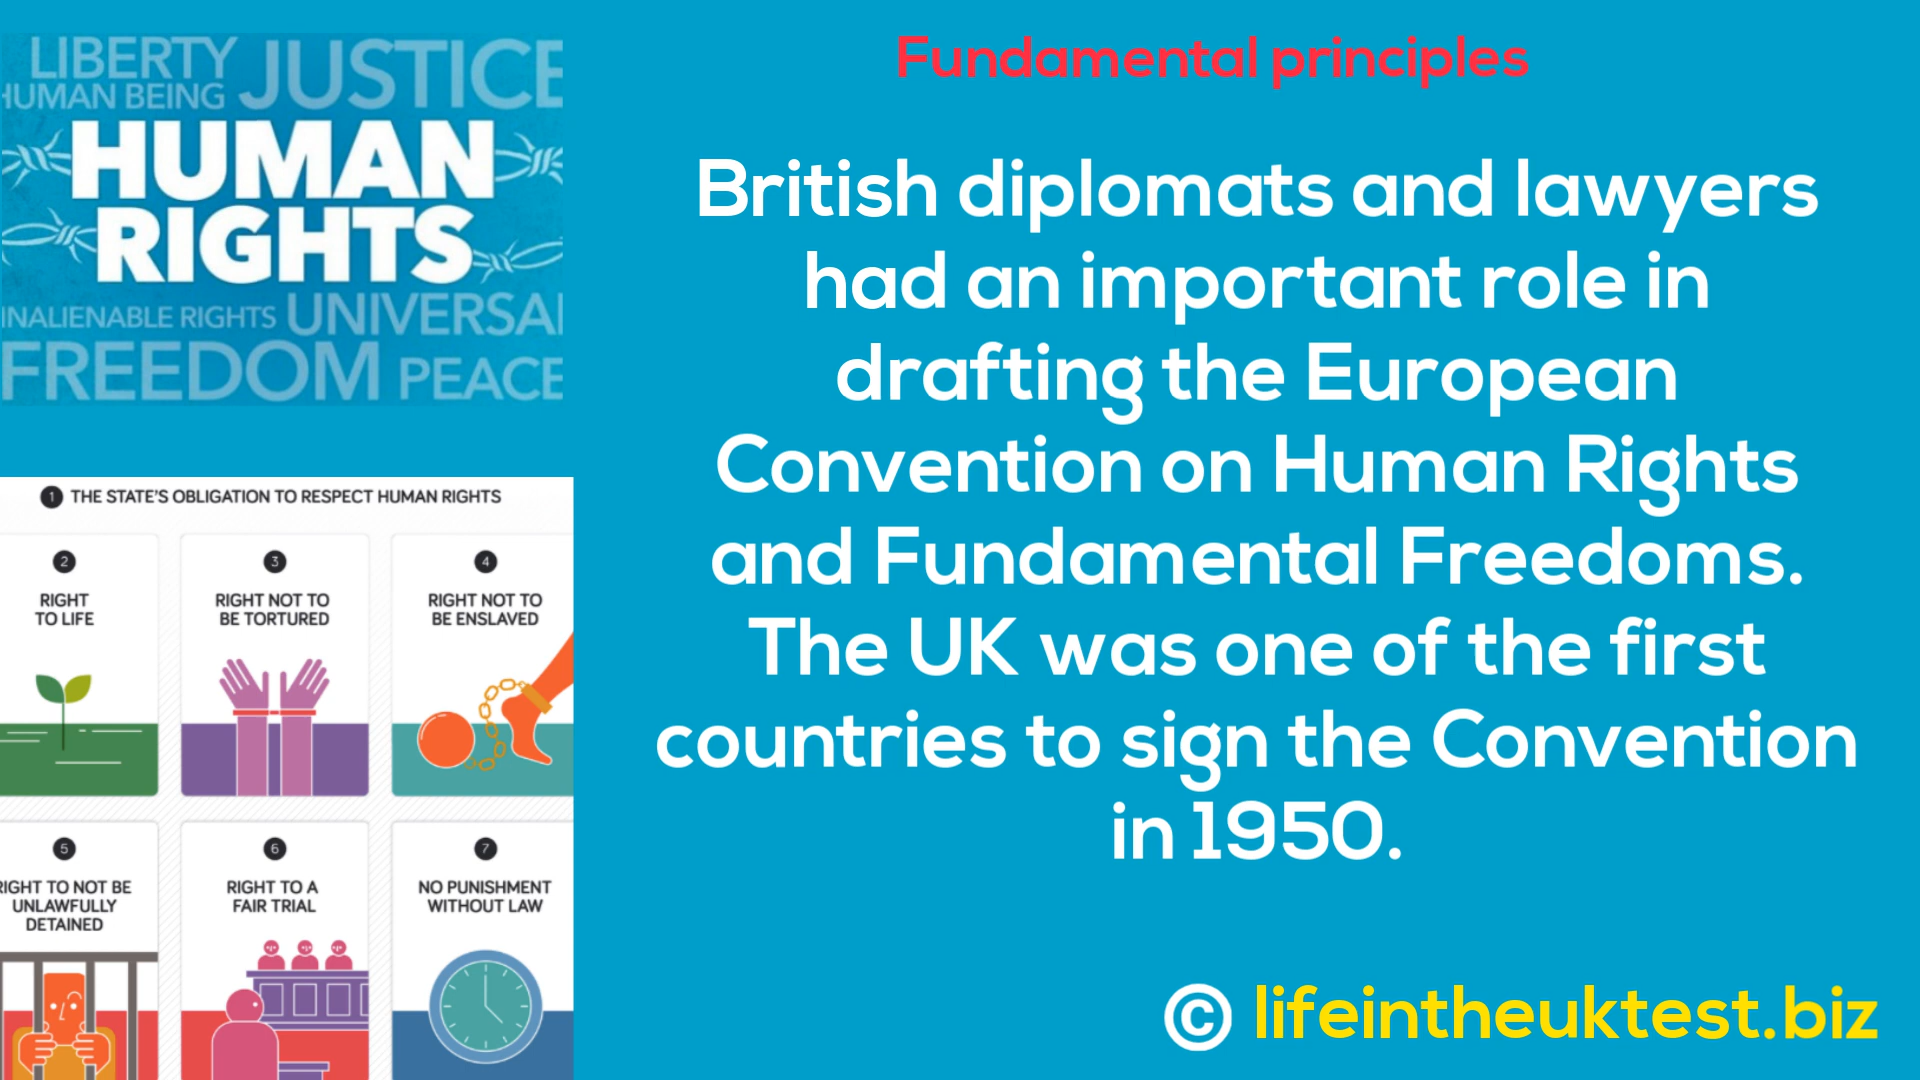 LIBERTY JUSTICE
HUMAN BEING
HUMAN
RIGHTS
INALIENABLE RIGHTS UNIVERSAL
FREEDOM PEACE
1 THE STATE'S OBLIGATION TO RESPECT HUMAN RIGHTS
2
RIGHT
TO LIFE
3
RIGHT NOT TO
BE TORTURED
4
RIGHT NOT TO
BE ENSLAVED
5
RIGHT TO NOT BE
UNLAWFULLY
DETAINED
6
RIGHT TO A
FAIR TRIAL
7
NO PUNISHMENT
WITHOUT LAW
Fundamental principles
British diplomats and lawyers
had an important role in
drafting the European
Convention on Human Rights
and Fundamental Freedoms.
The UK was one of the first
countries to sign the Convention
in 1950.
© lifeintheuktest.biz